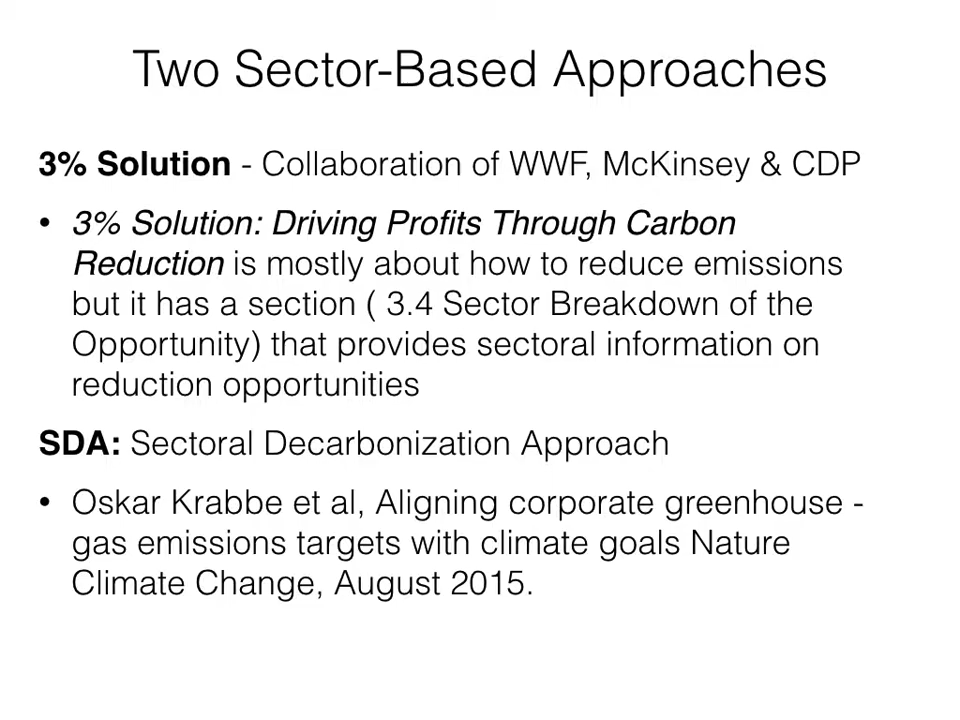 Two Sector-Based Approaches
3% Solution - Collaboration of WWF, McKinsey & CDP
• 3% Solution: Driving Profits Through Carbon
Reduction is mostly about how to reduce emissions
but it has a section ( 3.4 Sector Breakdown of the
Opportunity) that provides sectoral information on
reduction opportunities
SDA: Sectoral Decarbonization Approach
• Oskar Krabbe et al, Aligning corporate greenhouse -
gas emissions targets with climate goals Nature
Climate Change, August 2015.